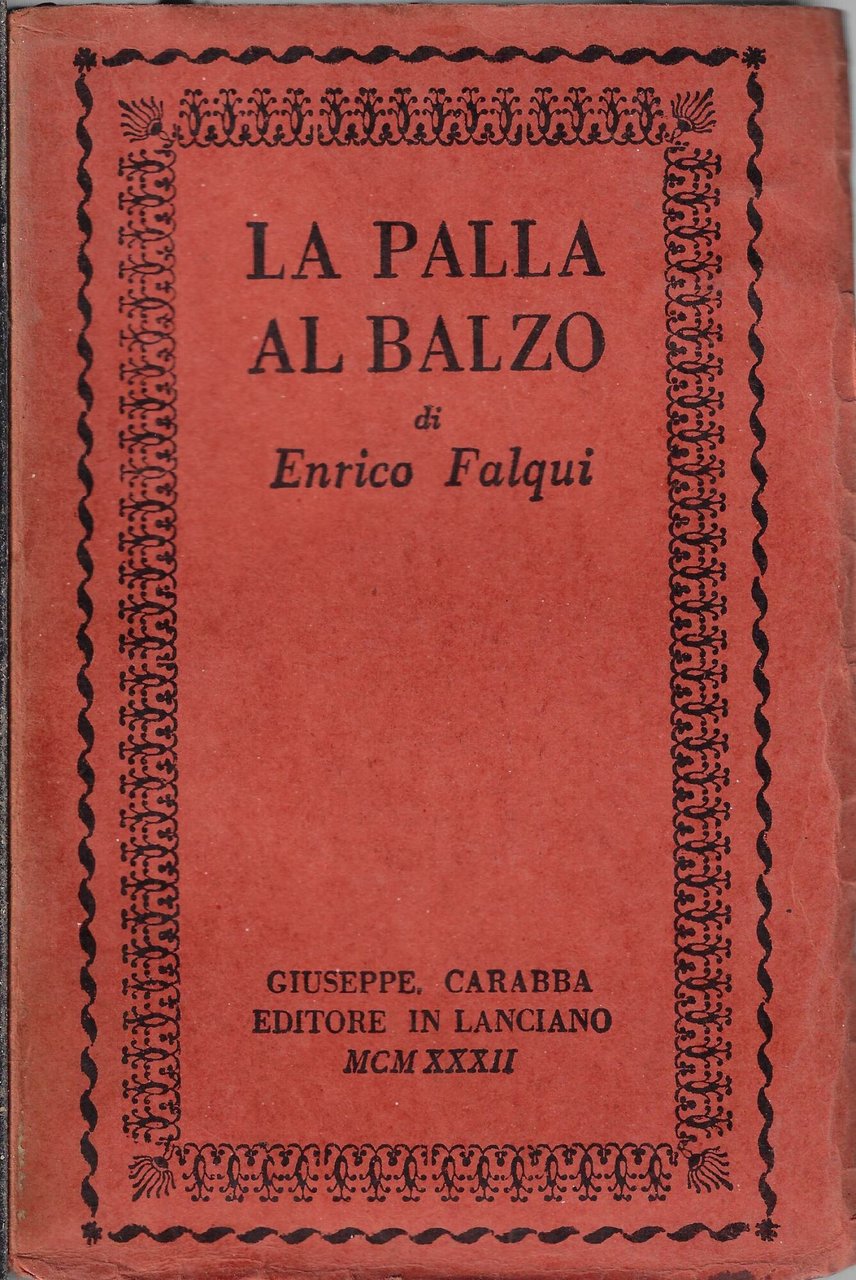 LA PALLA
AL BALZO
di
Enrico Falqui
GIUSEPPE. CARABBA
EDITORE IN LANCIANO
MCMXXXII